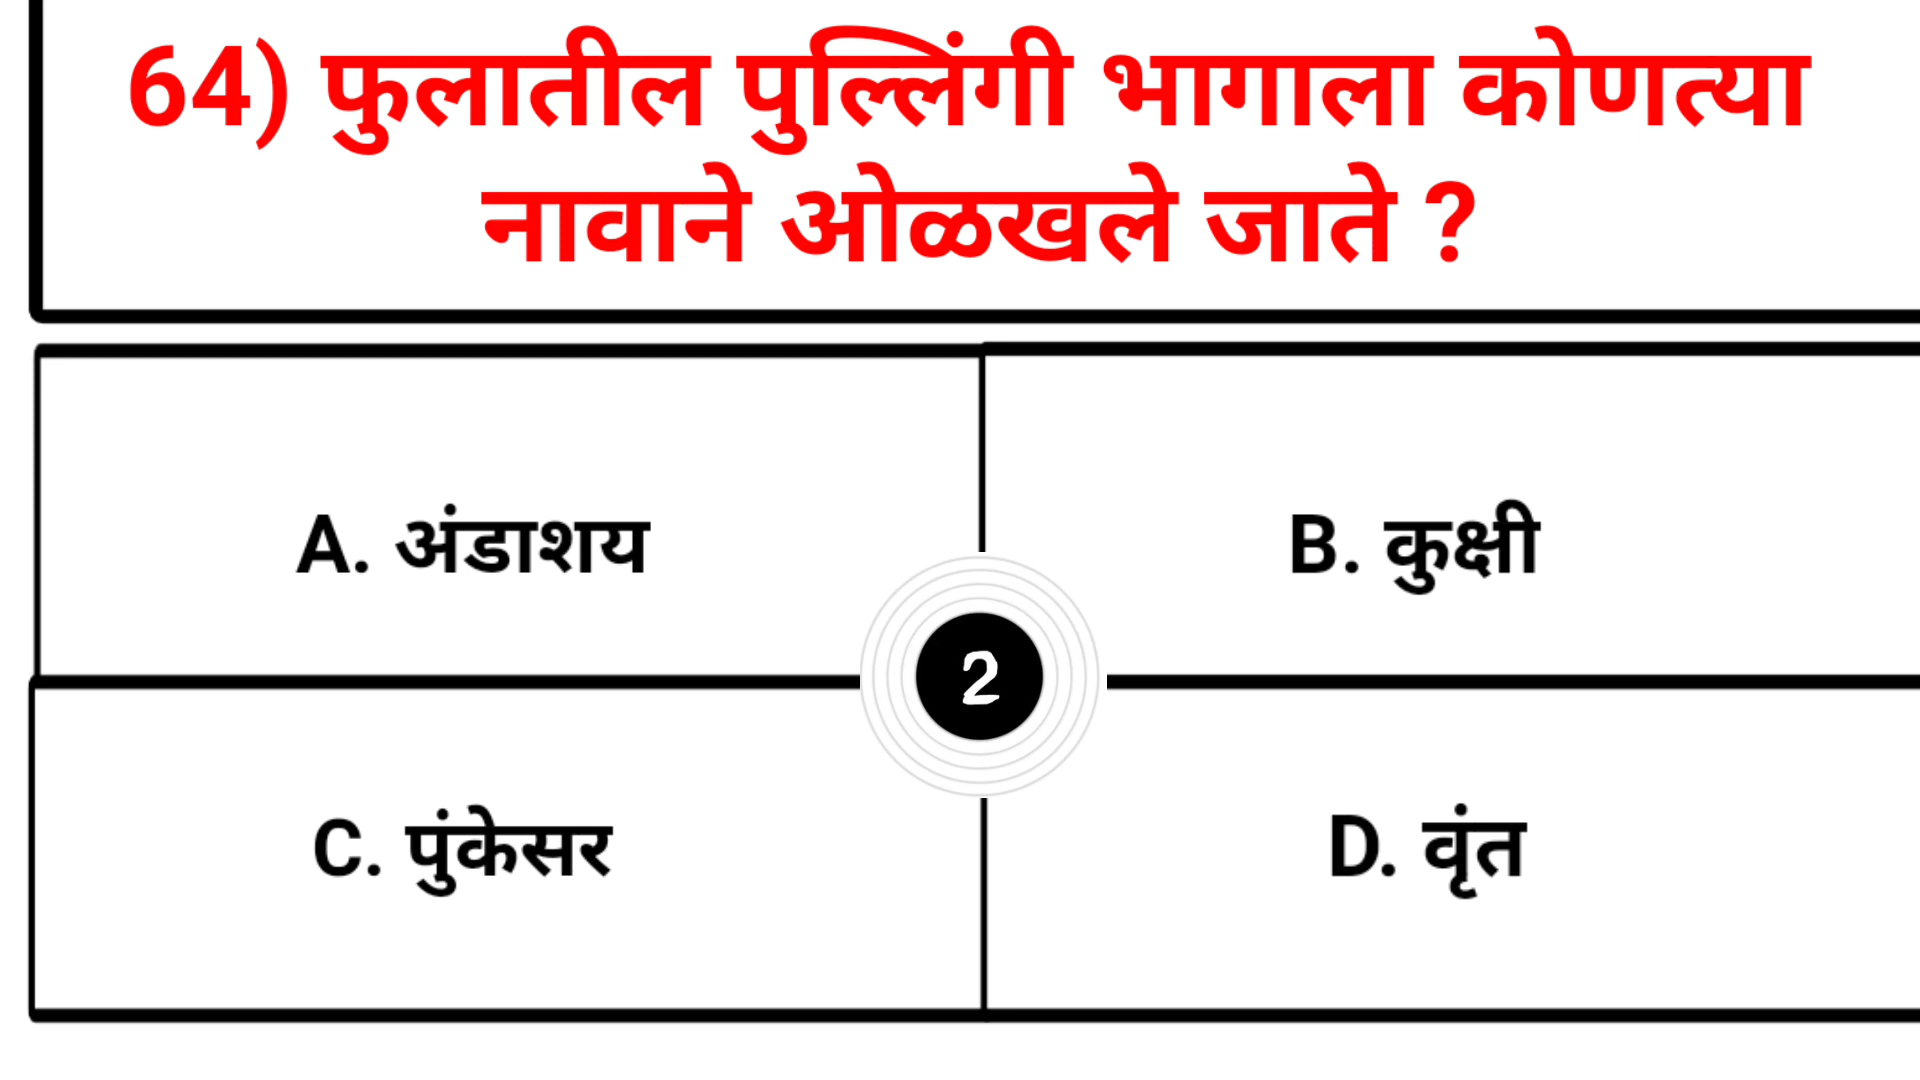 64) फुलातील पुल्लिंगी भागाला कोणत्या
नावाने ओळखले जाते ?
A. अंडाशय
B. कुक्षी
2
C. पुंकेसर
D. वृंत